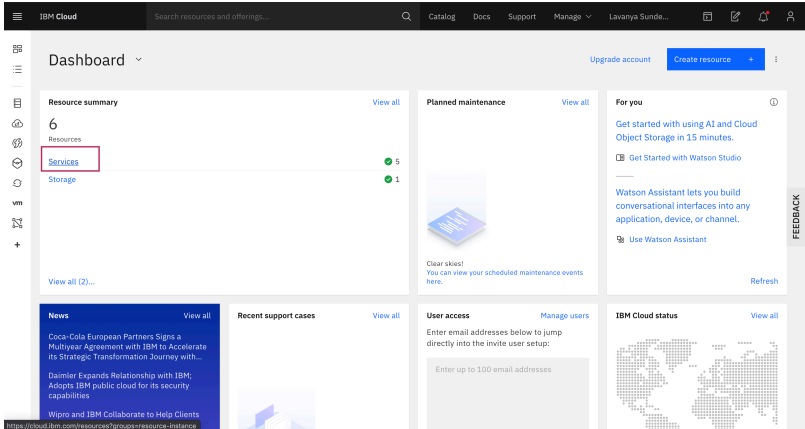 IBM Cloud
Search resources and offerings...
Catalog
Docs
Support
Manage
Lavanya Sunde...
Dashboard
Upgrade account
Create resource +
Resource summary
View all
6
Resources
Services
5
Storage
1
View all (2)...
Planned maintenance
View all
Clear skies!
You can view your scheduled maintenance events
here.
For you
Get started with using AI and Cloud
Object Storage in 15 minutes.
Get Started with Watson Studio
Watson Assistant lets you build
conversational interfaces into any
application, device, or channel.
Use Watson Assistant
Refresh
FEEDBACK
vm
News
View all
Coca-Cola European Partners Signs a
Multiyear Agreement with IBM to Accelerate
its Strategic Transformation Journey with...
Daimler Expands Relationship with IBM;
Adopts IBM public cloud for its security
capabilities
Wipro and IBM Collaborate to Help Clients
Recent support cases
View all
User access
Manage users
Enter email addresses below to jump
directly into the invite user setup:
Enter up to 100 email addresses
IBM Cloud status
View all
https://cloud.ibm.com/resources?groups=resource-instance